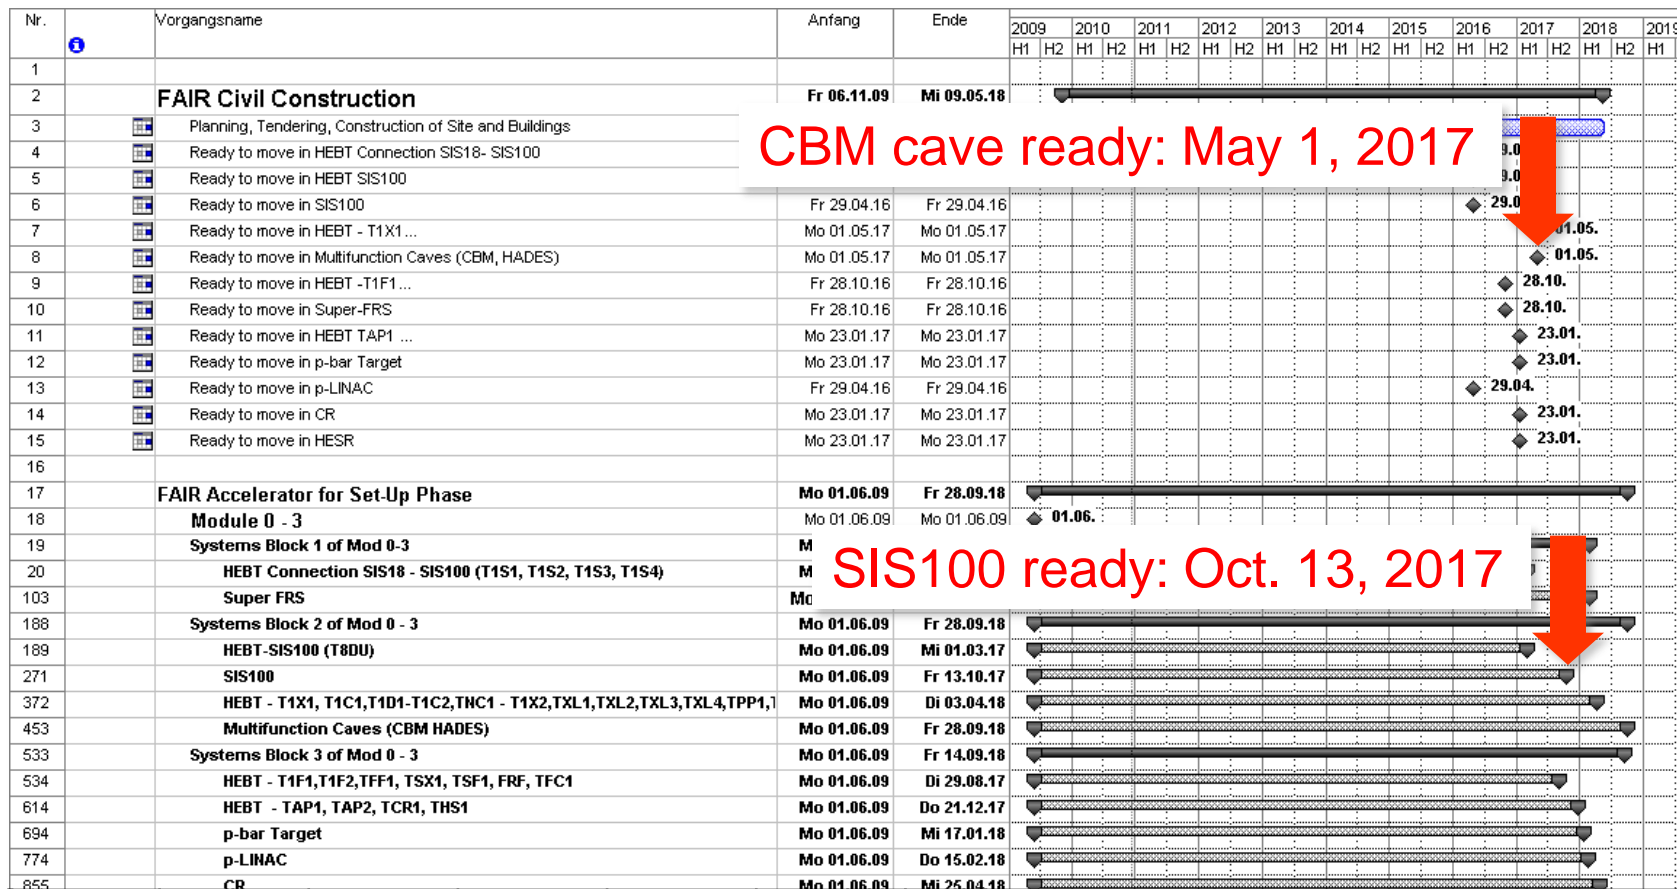 Nr. Vorgangsname Anfang Ende 2009 2010 2011 2012 2013 2014 2015 2016 2017 2018 2019
H1 H2 H1 H2 H1 H2 H1 H2 H1 H2 H1 H2 H1 H2 H1 H2 H1 H2 H1 H2 H1
1
2 FAIR Civil Construction Fr 06.11.09 Mi 09.05.18
3 Planning, Tendering, Construction of Site and Buildings
CBM cave ready: May 1, 2017
4 Ready to move in HEBT Connection SIS18- SIS100
5 Ready to move in HEBT SIS100
6 Ready to move in SIS100 Fr 29.04.16 Fr 29.04.16 29.0
7 Ready to move in HEBT - T1X1... Mo 01.05.17 Mo 01.05.17 01.05.
8 Ready to move in Multifunction Caves (CBM, HADES) Mo 01.05.17 Mo 01.05.17 01.05.
9 Ready to move in HEBT -T1F1... Fr 28.10.16 Fr 28.10.16 28.10.
10 Ready to move in Super-FRS Fr 28.10.16 Fr 28.10.16 28.10.
11 Ready to move in HEBT TAP1 ... Mo 23.01.17 Mo 23.01.17 23.01.
12 Ready to move in p-bar Target Mo 23.01.17 Mo 23.01.17 23.01.
13 Ready to move in p-LINAC Fr 29.04.16 Fr 29.04.16 29.04.
14 Ready to move in CR Mo 23.01.17 Mo 23.01.17 23.01.
15 Ready to move in HESR Mo 23.01.17 Mo 23.01.17 23.01.
16
17 FAIR Accelerator for Set-Up Phase Mo 01.06.09 Fr 28.09.18
18 Module 0 - 3 Mo 01.06.09 Mo 01.06.09 01.06.
19 Systems Block 1 of Mod 0-3 M
SIS100 ready: Oct. 13, 2017
20 HEBT Connection SIS18 - SIS100 (T1S1, T1S2, T1S3, T1S4) M
103 Super FRS Mo
188 Systems Block 2 of Mod 0 - 3 Mo 01.06.09 Fr 28.09.18
189 HEBT-SIS100 (T8DU) Mo 01.06.09 Mi 01.03.17
271 SIS100 Mo 01.06.09 Fr 13.10.17
372 HEBT - T1X1, T1C1,T1D1-T1C2,TNC1 - T1X2,TXL1,TXL2,TXL3,TXL4,TPP1,T Mo 01.06.09 Di 03.04.18
453 Multifunction Caves (CBM HADES) Mo 01.06.09 Fr 28.09.18
533 Systems Block 3 of Mod 0 - 3 Mo 01.06.09 Fr 14.09.18
534 HEBT - T1F1,T1F2,TFF1, TSX1, TSF1, FRF, TFC1 Mo 01.06.09 Di 29.08.17
614 HEBT - TAP1, TAP2, TCR1, THS1 Mo 01.06.09 Do 21.12.17
694 p-bar Target Mo 01.06.09 Mi 17.01.18
774 p-LINAC Mo 01.06.09 Do 15.02.18
855 CR Mo 01.06.09 Mi 25.04.18